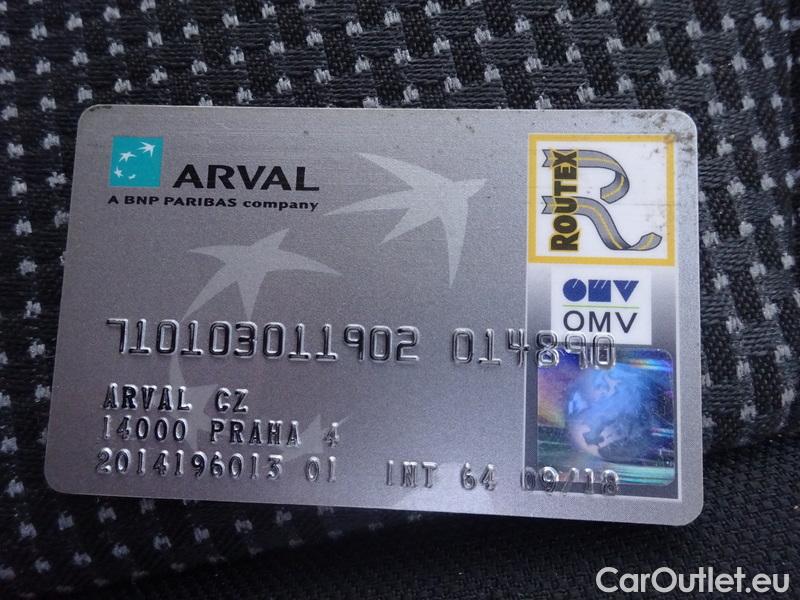 ARVAL
A BNP PARIBAS company
ROUTEX
OMV
OMV
710103011902 014890
ARVAL CZ
14000 PRAHA 4
2014196013 01 INT 64 09/18
CarOutlet.eu